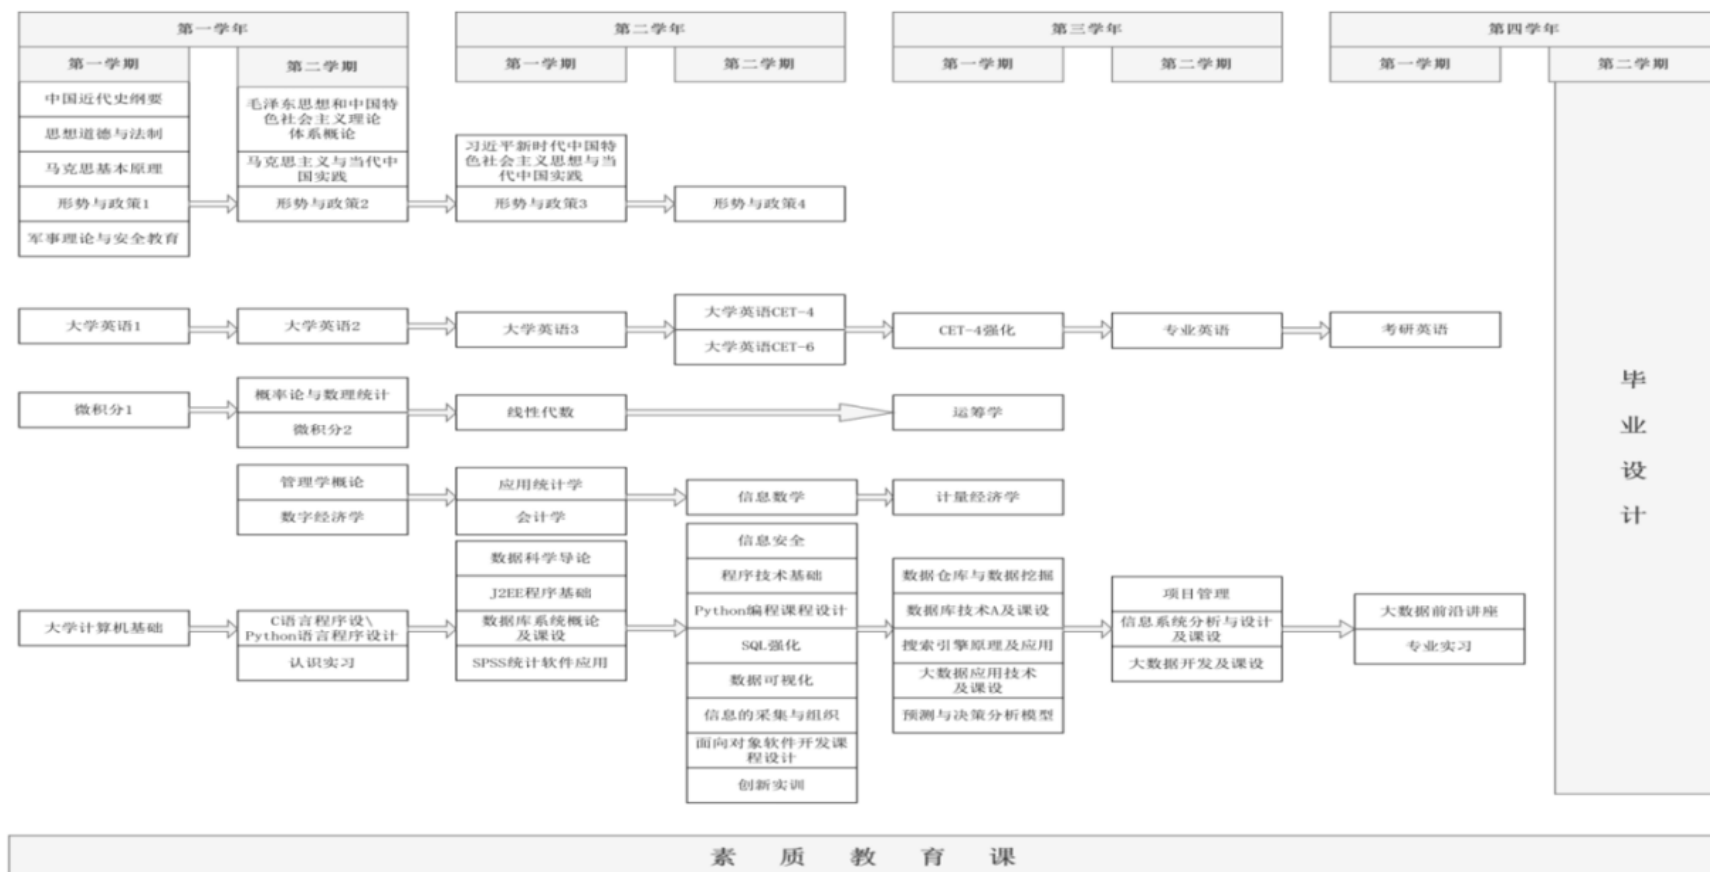 第一学年
第二学年
第三学年
第四学年
第一学期
第二学期
第一学期
第二学期
第一学期
第二学期
第一学期
第二学期
中国近代史纲要
思想道德与法制
马克思基本原理
形势与政策1
军事理论与安全教育
毛泽东思想和中国特
色社会主义理论
体系概论
马克思主义与当代中
国实践
形势与政策2
习近平新时代中国特
色社会主义思想与当
代中国实践
形势与政策3
形势与政策4
大学英语1
大学英语2
大学英语3
大学英语CET-4
大学英语CET-6
CET-4强化
专业英语
考研英语
微积分1
概率论与数理统计
微积分2
线性代数
运筹学
管理学概论
数字经济学
应用统计学
会计学
信息数学
计量经济学
大学计算机基础
C语言程序设\
Python语言程序设计
认识实习
数据科学导论
J2EE程序基础
数据库系统概论
及课设
SPSS统计软件应用
信息安全
程序技术基础
Python编程课程设计
SQL强化
数据可视化
信息的采集与组织
面向对象软件开发课
程设计
创新实训
数据仓库与数据挖掘
数据库技术A及课设
搜索引擎原理及应用
大数据应用技术
及课设
预测与决策分析模型
项目管理
信息系统分析与设计
及课设
大数据开发及课设
大数据前沿讲座
专业实习
毕
业
设
计
素质教育课